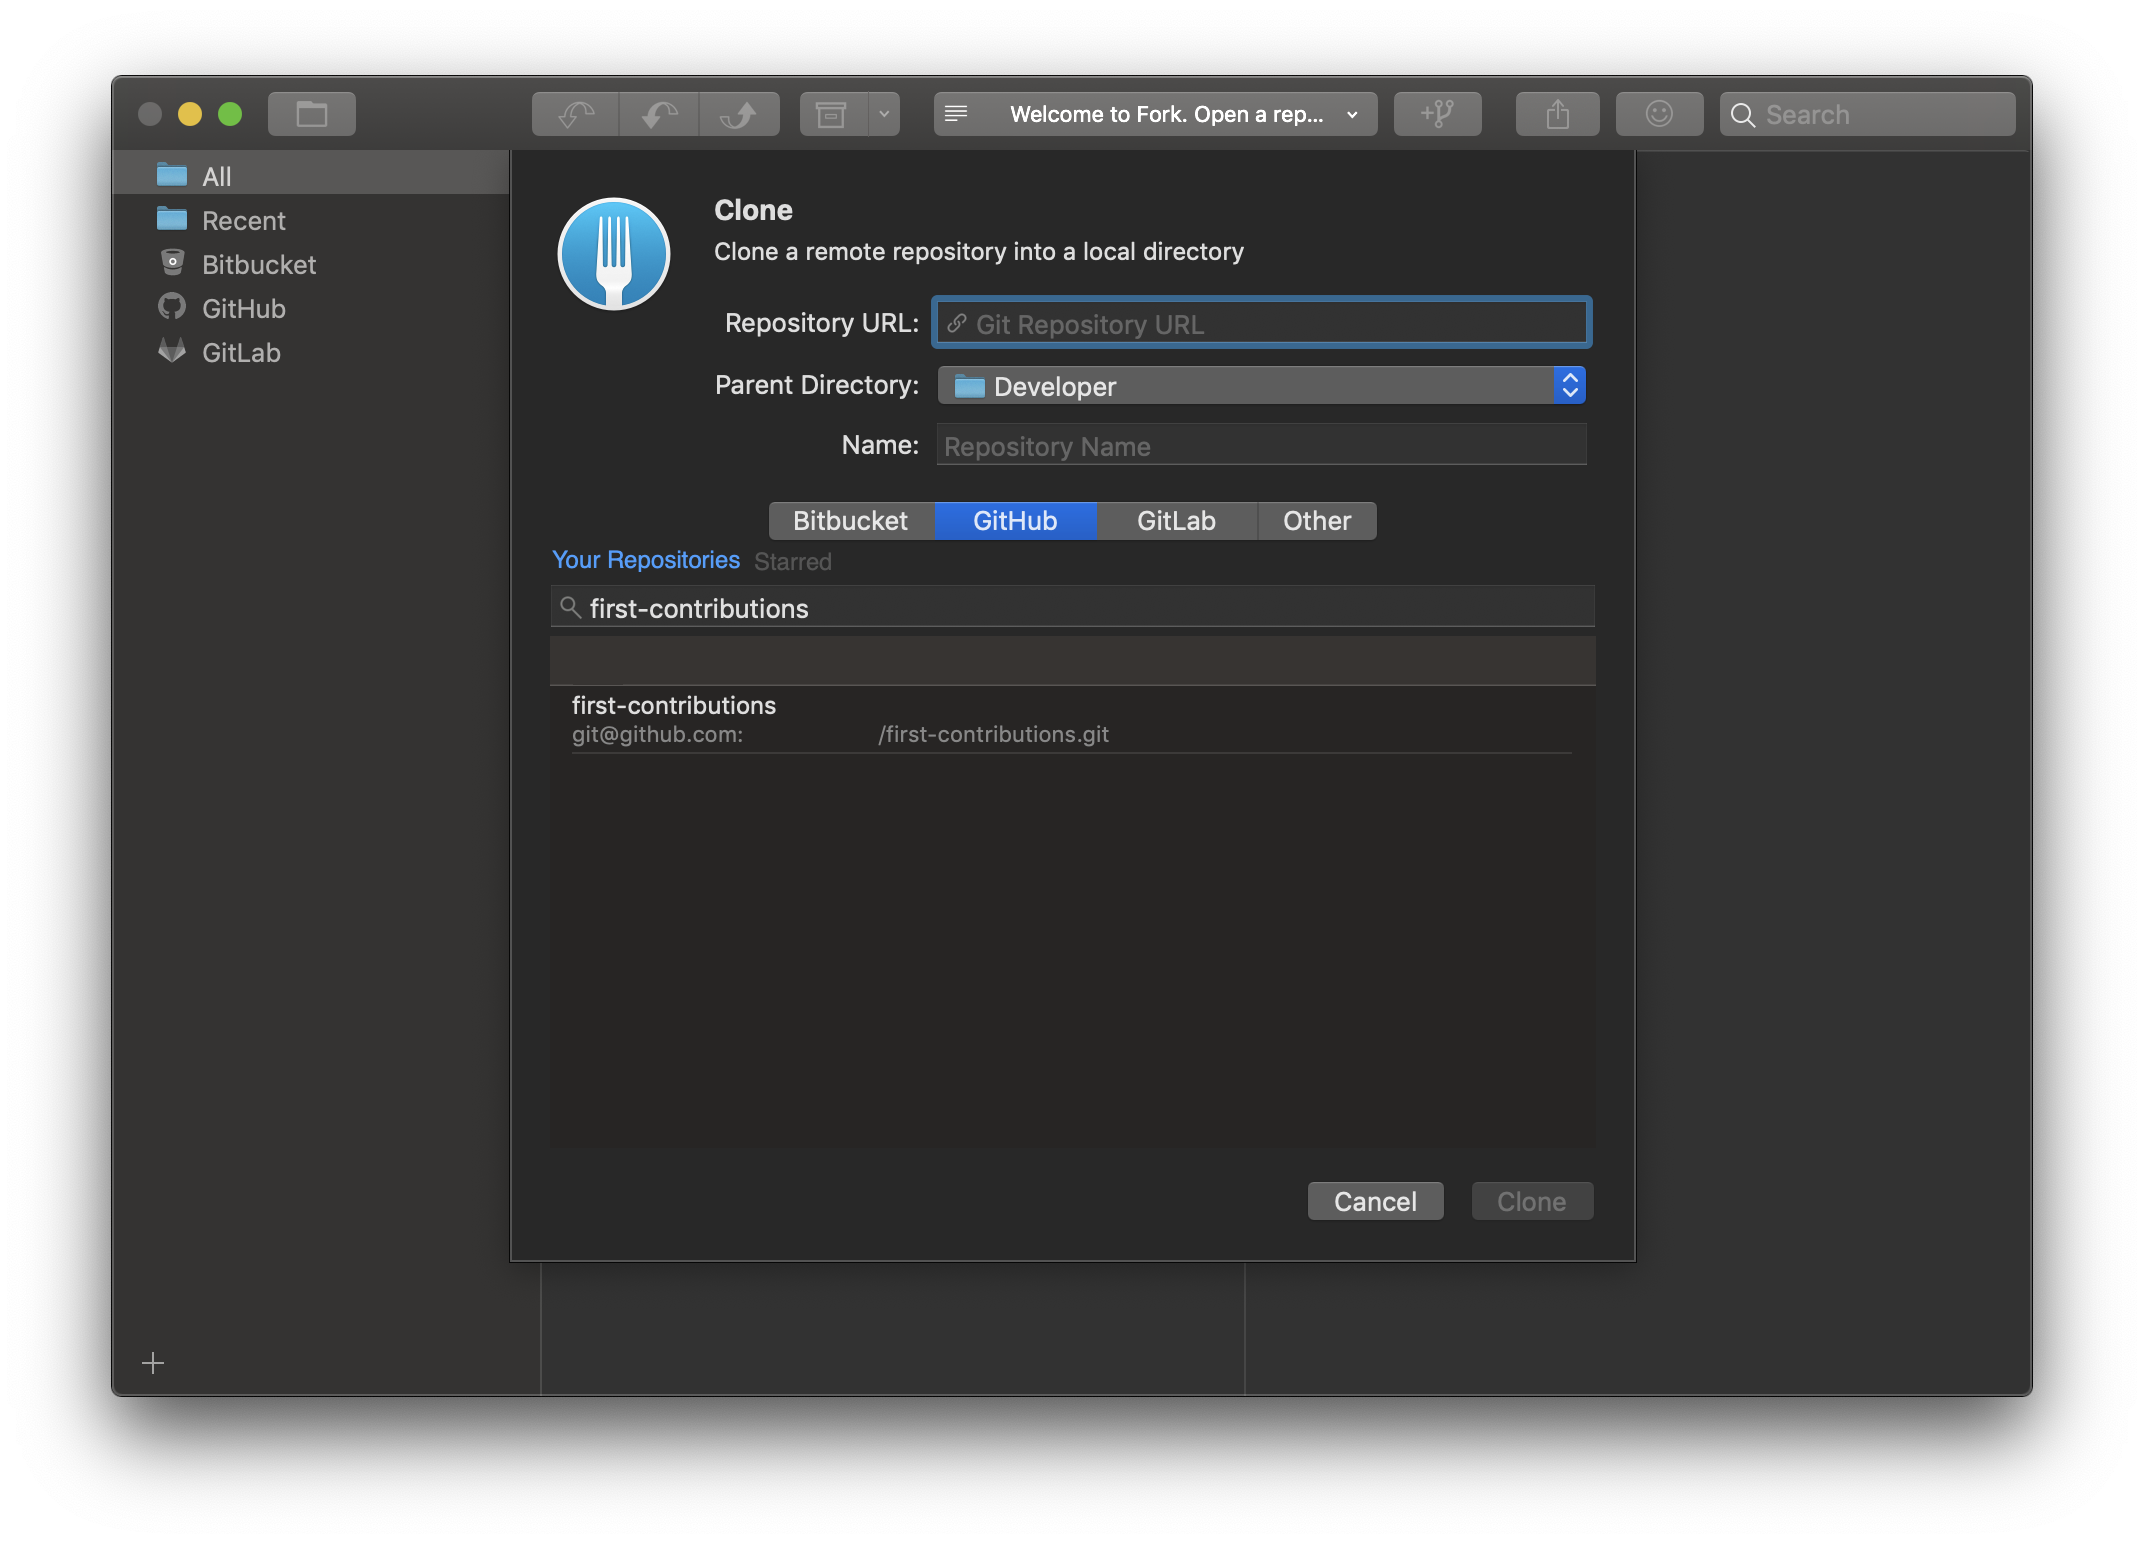 Welcome to Fork. Open a rep...
Search
All
Recent
Bitbucket
GitHub
GitLab
Clone
Clone a remote repository into a local directory
Repository URL: Git Repository URL
Parent Directory: Developer
Name: Repository Name
Bitbucket GitHub GitLab Other
Your Repositories Starred
first-contributions
first-contributions
git@github.com: /first-contributions.git
Cancel Clone